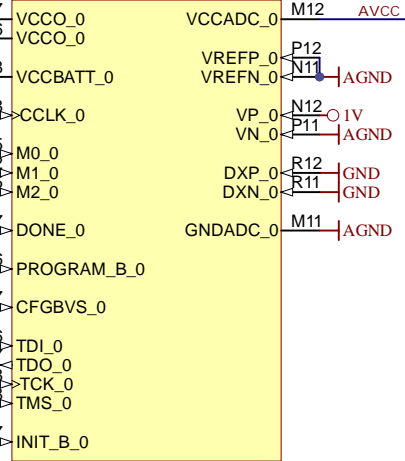 VCCO_0 VCCADC_0 M12 AVCC
VCCO_0
VREFP_0 P12
VCCBATT_0 VREFN_0 N11 AGND
CCLK_0 VP_0 N12 1V
VN_0 P11 AGND
M0_0
M1_0 DXP_0 R12 GND
M2_0 DXN_0 R11 GND
DONE_0 GNDADC_0 M11 AGND
PROGRAM_B_0
CFGBVS_0
TDI_0
TDO_0
TCK_0
TMS_0
INIT_B_0